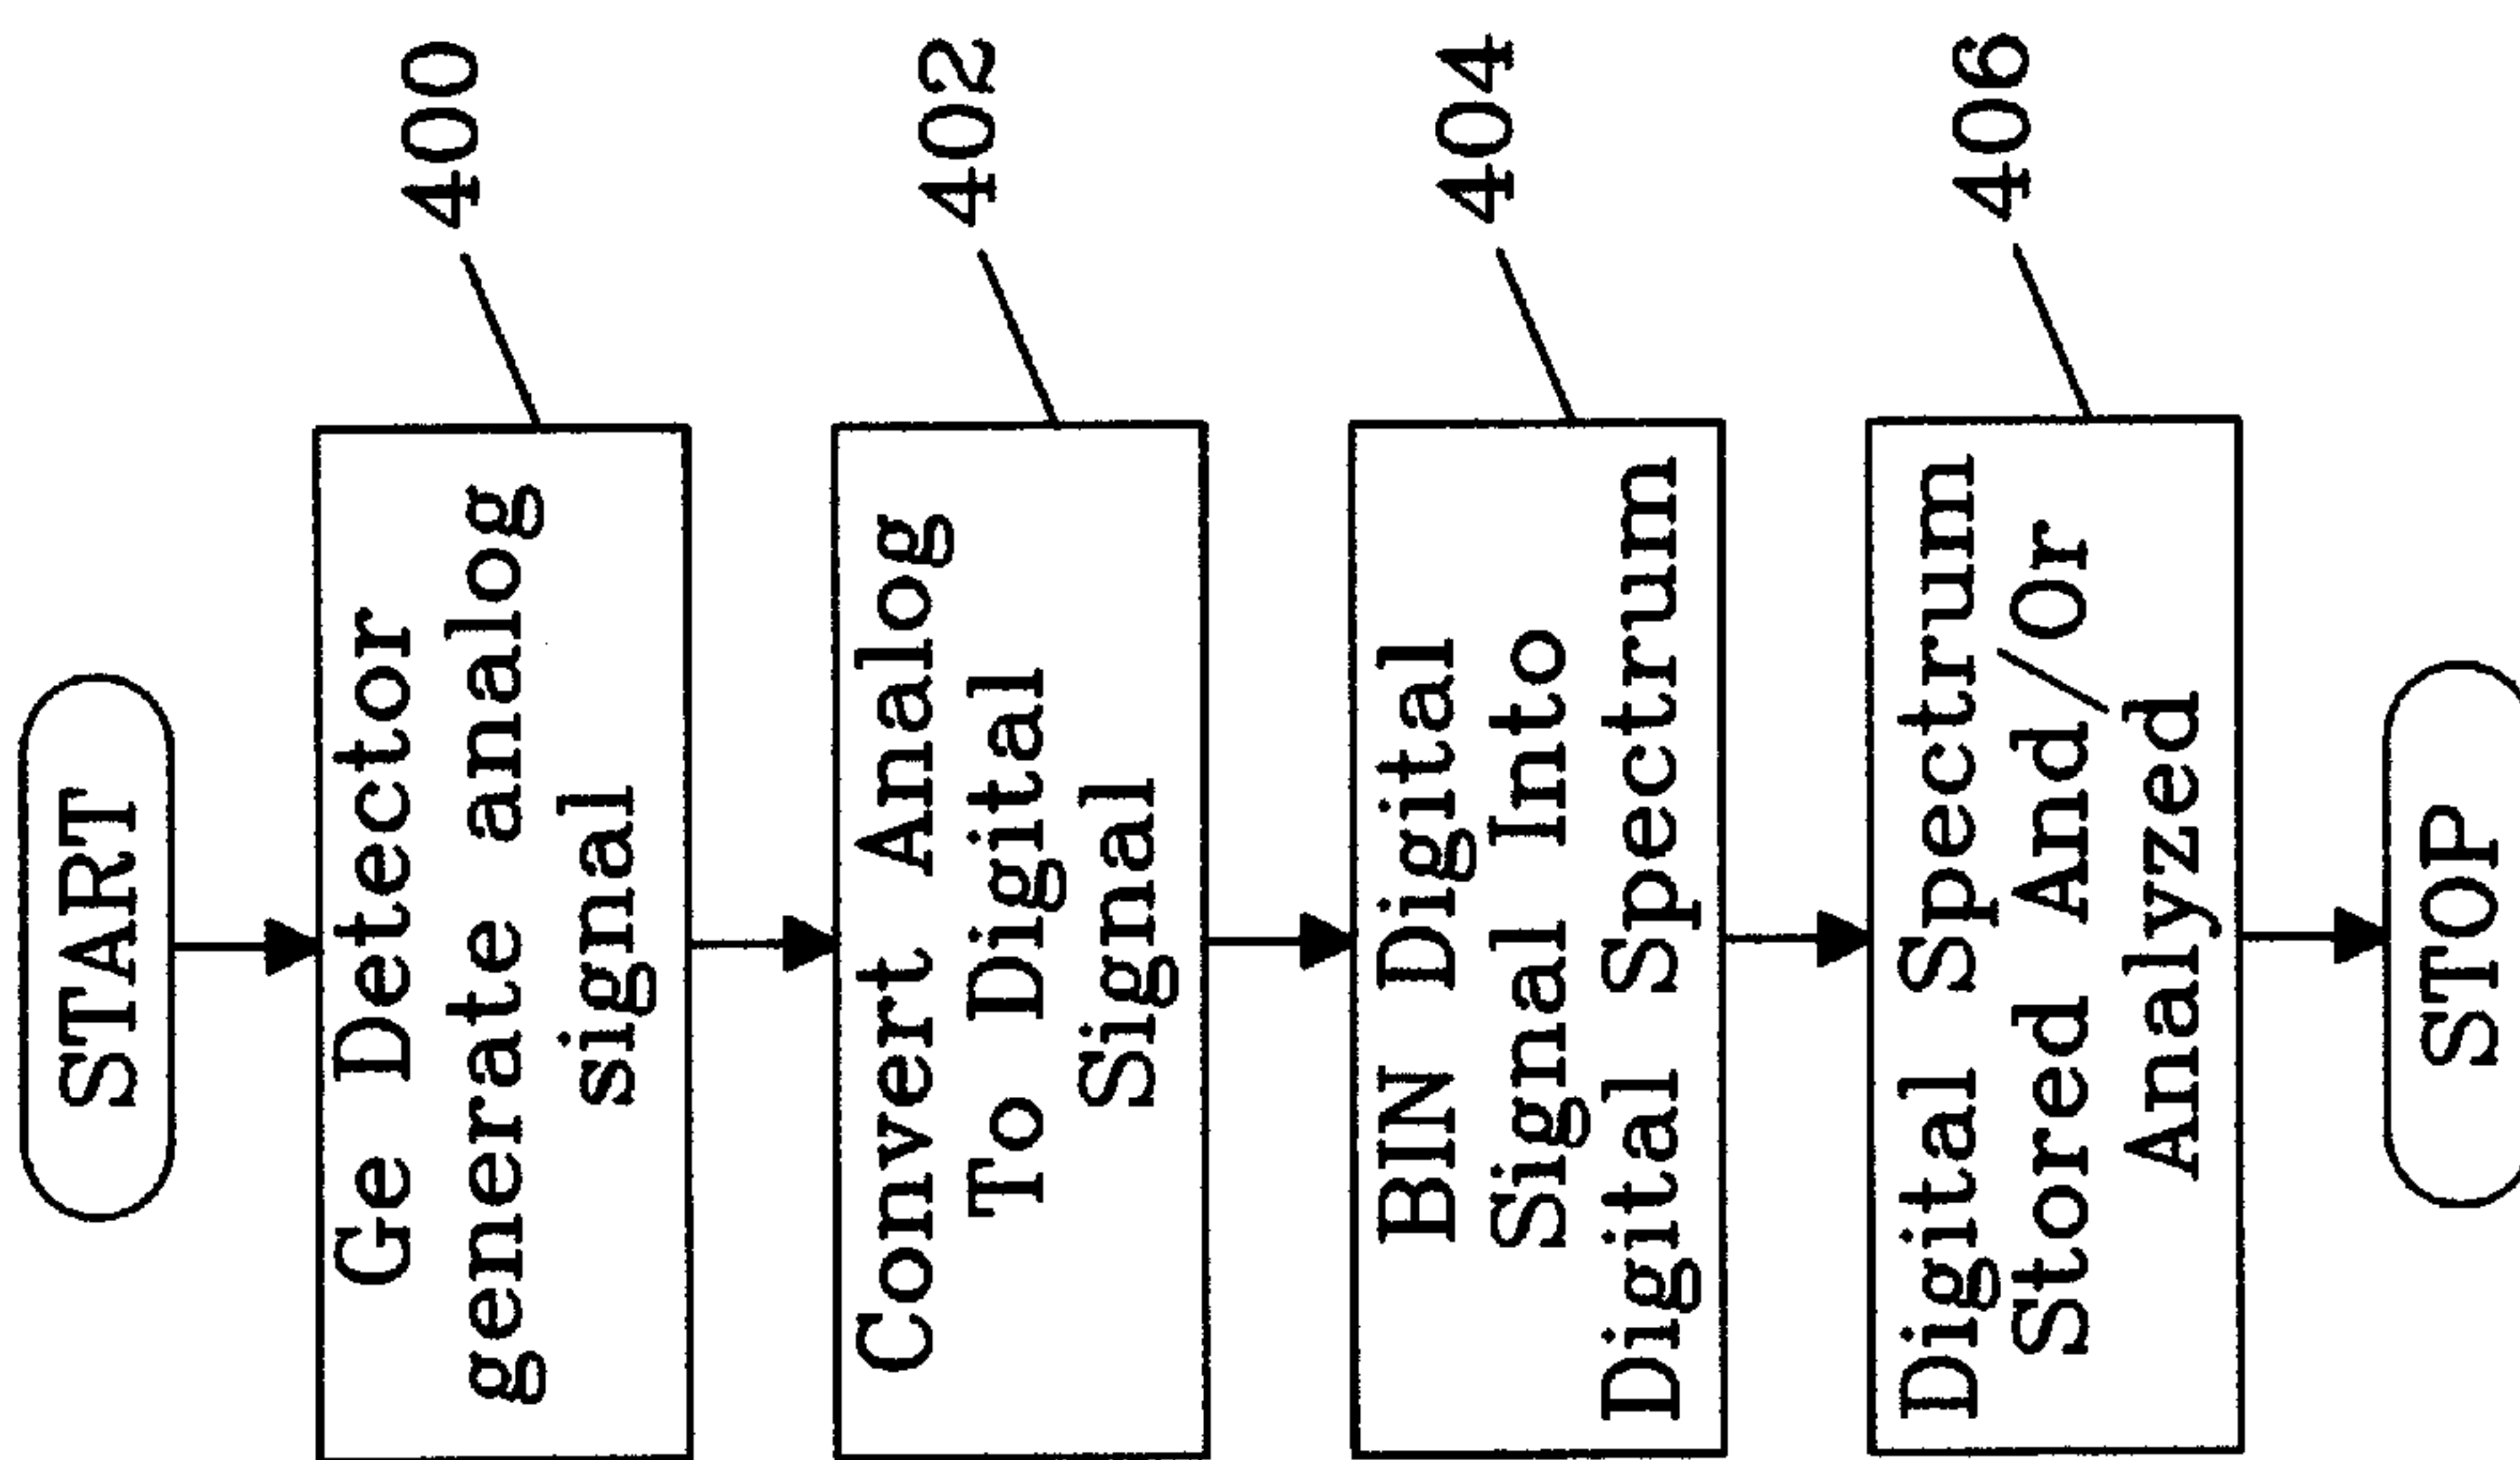 START
Ge Detector
generate analog
signal
400
Convert Analog
To Digital
Signal
402
BIN Digital
Signal Into
Digital Spectrum
404
Digital Spectrum
Stored And/Or
Analyzed
406
STOP